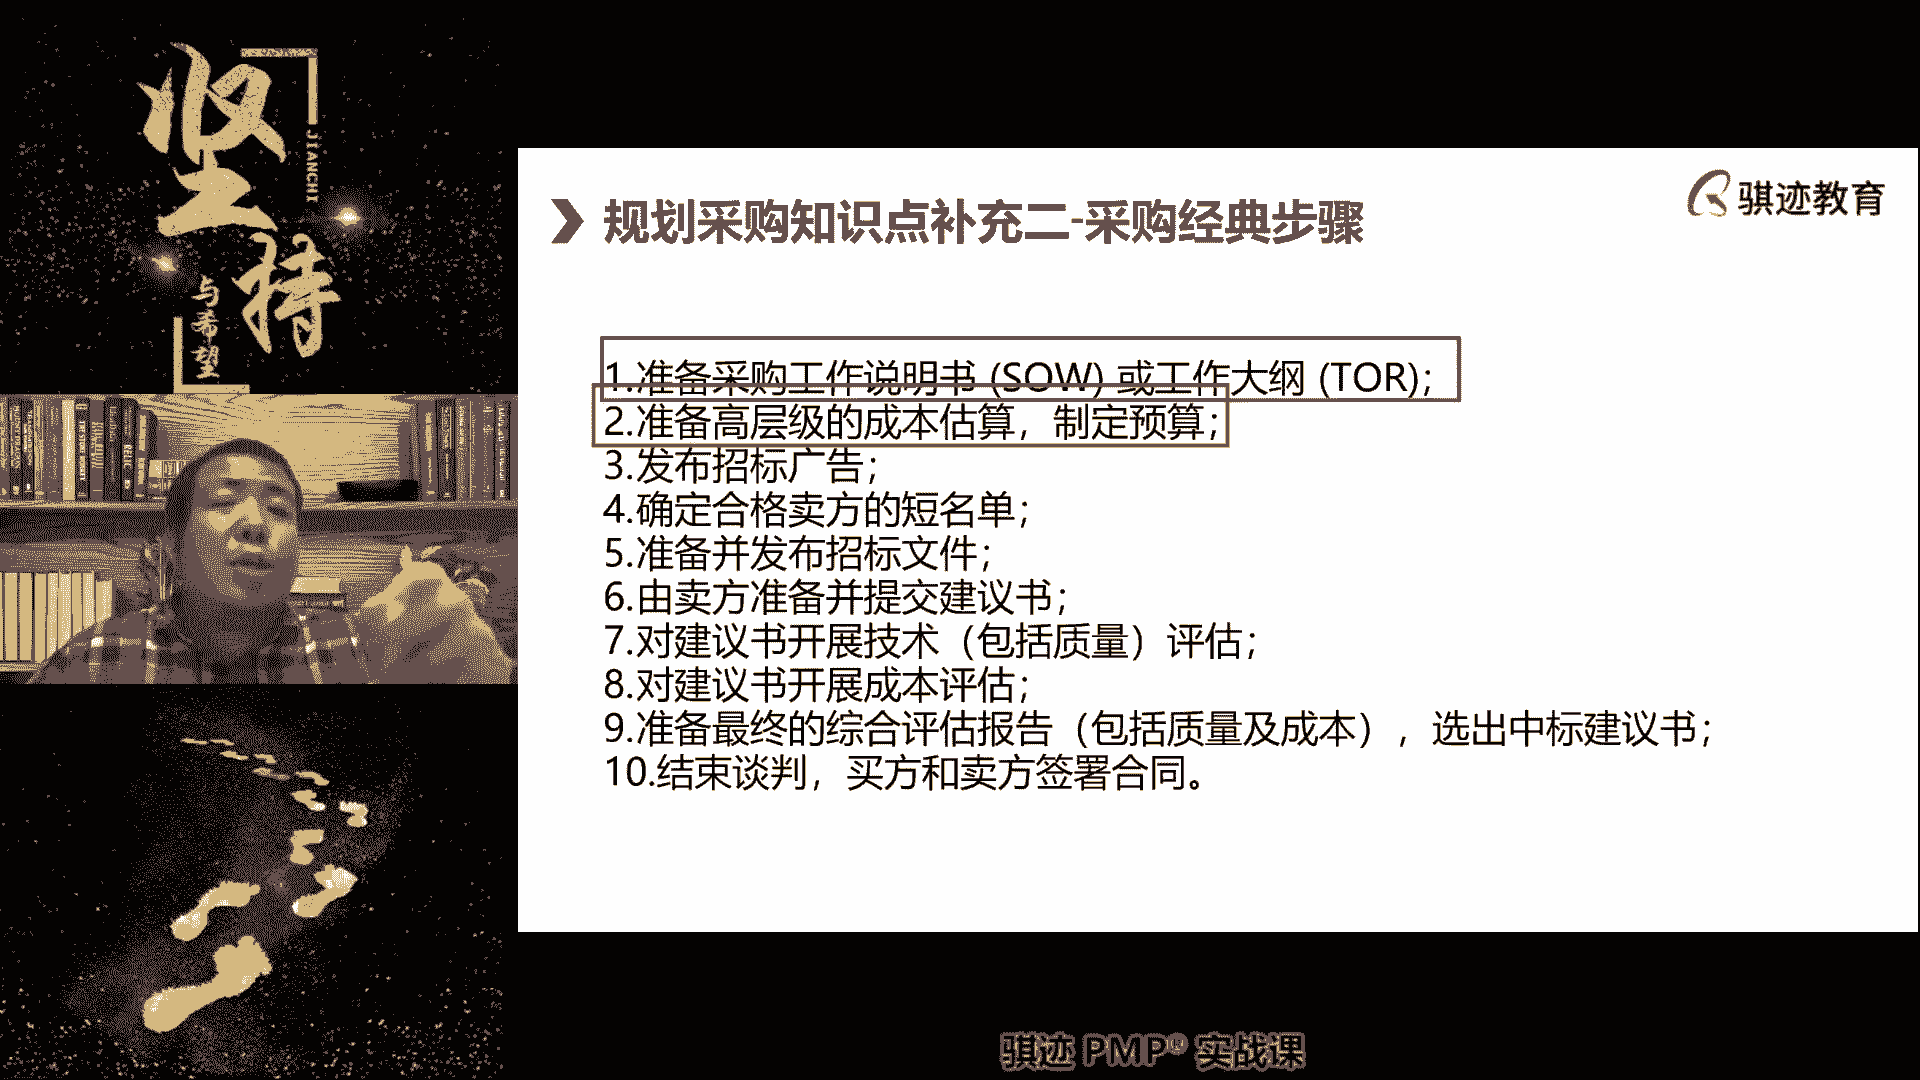 坚持
JIANCHI
与希望
骐迹教育
规划采购知识点补充二-采购经典步骤
1.准备采购工作说明书 (SOW) 或工作大纲 (TOR);
2.准备高层级的成本估算，制定预算;
3.发布招标广告;
4.确定合格卖方的短名单;
5.准备并发布招标文件;
6.由卖方准备并提交建议书;
7.对建议书开展技术（包括质量）评估;
8.对建议书开展成本评估;
9.准备最终的综合评估报告（包括质量及成本），选出中标建议书;
10.结束谈判，买方和卖方签署合同。
骐迹 PMP® 实战课